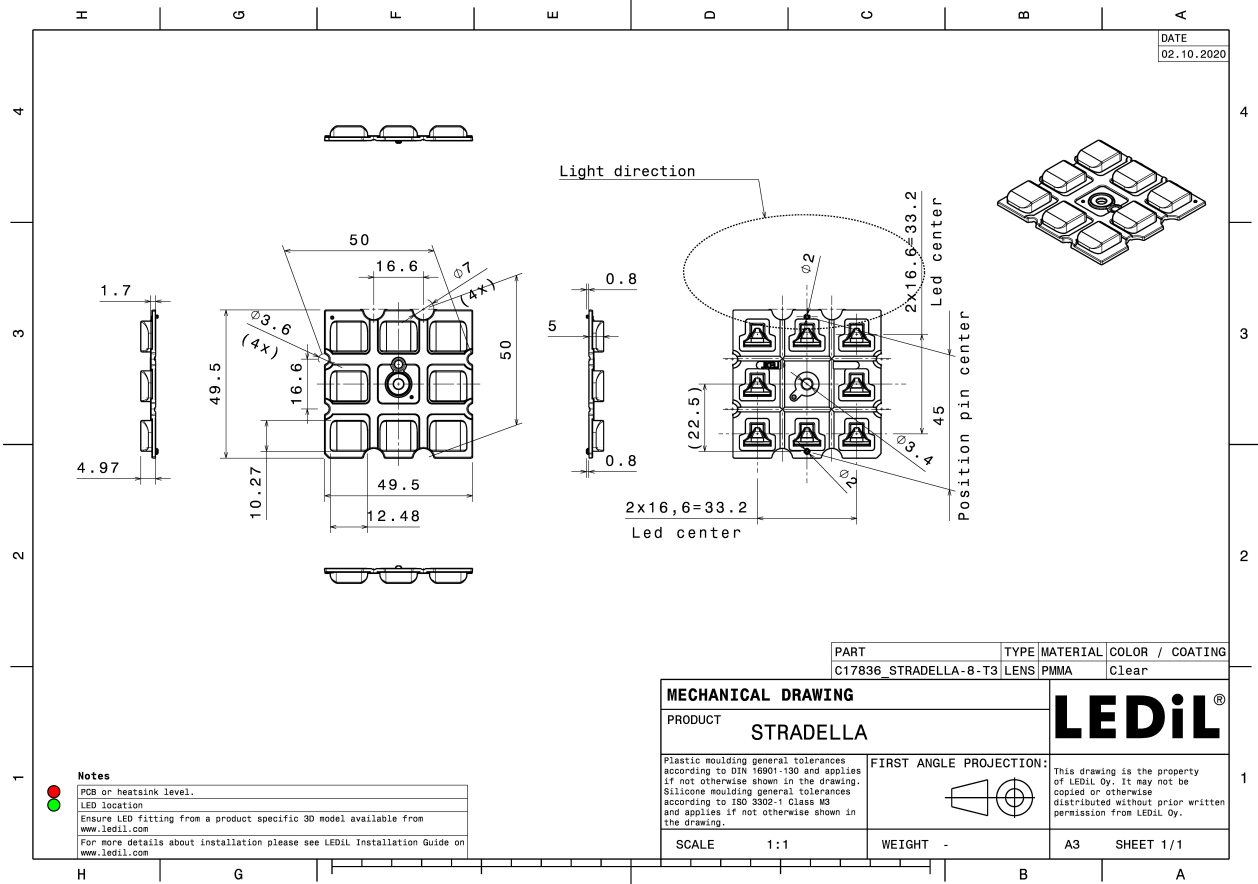 H G F E D C B A
DATE
02.10.2020
4 4
Light direction
2x16.6=33.2
Led center
50
16.6
Ø7
(4x)
Ø2
0.8
1.7
Ø3.6
(4x)
5
3 3
50
49.5
16.6
(22.5)
45
Position pin center
Ø3.4
4.97
0.8
10.27
49.5
Ø2
12.48
2x16,6=33.2
Led center
2 2
PART TYPE MATERIAL COLOR / COATING
C17836_STRADELLA-8-T3 LENS PMMA Clear
MECHANICAL DRAWING
PRODUCT
STRADELLA
LEDiL®
Plastic moulding general tolerances
according to DIN 16901-130 and applies
if not otherwise shown in the drawing.
Silicone moulding general tolerances
according to ISO 3302-1 Class M3
and applies if not otherwise shown in
the drawing.
FIRST ANGLE PROJECTION:
This drawing is the property
of LEDiL Oy. It may not be
copied or otherwise
distributed without prior written
permission from LEDiL Oy.
1 1
Notes
PCB or heatsink level.
LED location
Ensure LED fitting from a product specific 3D model available from
www.ledil.com
For more details about installation please see LEDiL Installation Guide on
www.ledil.com
SCALE 1:1 WEIGHT - A3 SHEET 1/1
H G B A